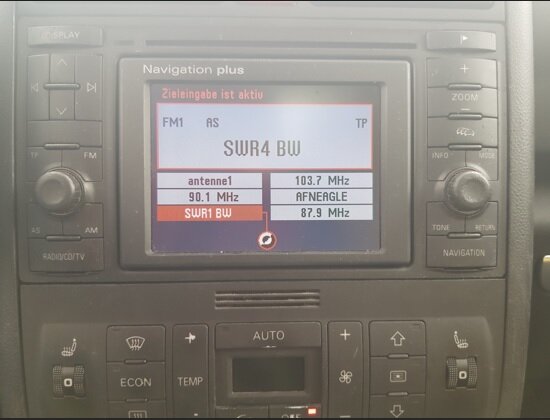 DISPLAY
Navigation plus
Zieleingabe ist aktiv
FM1 AS TP
SWR4 BW
antenne1 103.7 MHz
90.1 MHz AFNEAGLE
SWR1 BW 87.9 MHz
TP FM
AS AM
RADIO/CD/TV
+
ZOOM
−
INFO MODE
TONE RETURN
NAVIGATION
AUTO
ECON TEMP
+
OFF